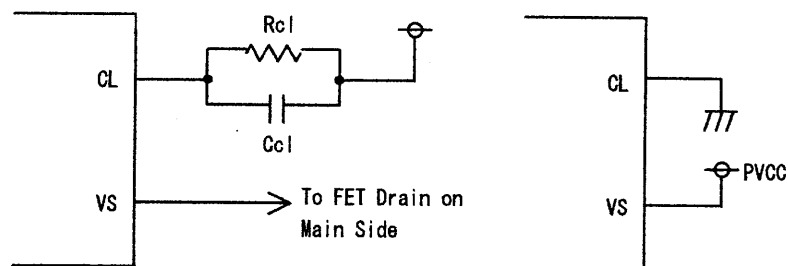 Rcl
CL
Ccl
VS
To FET Drain on
Main Side
CL
PVCC
VS